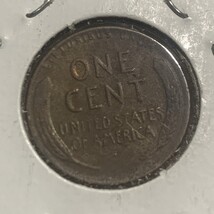 ONE
CENT
UNITED STATES
OF AMERICA